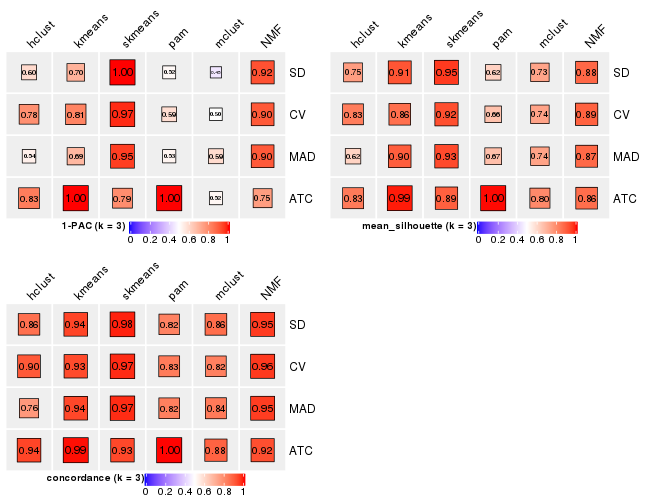 hclust kmeans skmeans pam mclust NMF
0.60 0.70 1.00 0.52 0.92 SD
0.78 0.81 0.97 0.59 0.50 0.90 CV
0.54 0.69 0.95 0.53 0.59 0.90 MAD
0.83 1.00 0.79 1.00 0.52 0.75 ATC
1-PAC (k = 3)
0 0.2 0.4 0.6 0.8 1
hclust kmeans skmeans pam mclust NMF
0.75 0.91 0.95 0.62 0.73 0.88 SD
0.83 0.86 0.92 0.66 0.74 0.89 CV
0.62 0.90 0.93 0.67 0.74 0.87 MAD
0.83 0.99 0.89 1.00 0.80 0.86 ATC
mean_silhouette (k = 3)
0 0.2 0.4 0.6 0.8 1
hclust kmeans skmeans pam mclust NMF
0.86 0.94 0.98 0.82 0.86 0.95 SD
0.90 0.93 0.97 0.83 0.82 0.96 CV
0.76 0.94 0.97 0.82 0.84 0.95 MAD
0.94 0.99 0.93 1.00 0.88 0.92 ATC
concordance (k = 3)
0 0.2 0.4 0.6 0.8 1